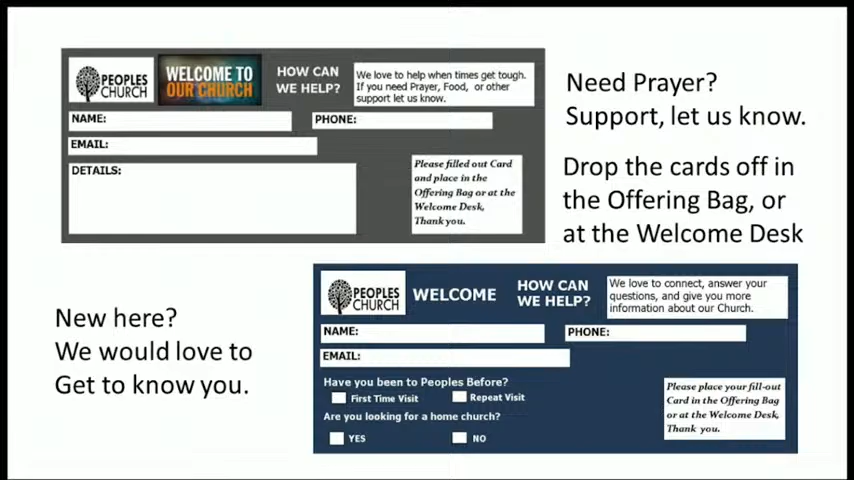 PEOPLES
CHURCH
WELCOME TO
OUR CHURCH
HOW CAN
WE HELP?
We love to help when times get tough.
If you need Prayer, Food, or other
support let us know.
NAME:
PHONE:
EMAIL:
DETAILS:
Please filled out Card
and place in the
Offering Bag or at the
Welcome Desk,
Thank you.
Need Prayer?
Support, let us know.
Drop the cards off in
the Offering Bag, or
at the Welcome Desk
New here?
We would love to
Get to know you.
PEOPLES
CHURCH
WELCOME
HOW CAN
WE HELP?
We love to connect, answer your
questions, and give you more
information about our Church.
NAME:
PHONE:
EMAIL:
Have you been to Peoples Before?
First Time Visit
Repeat Visit
Are you looking for a home church?
YES
NO
Please place your fill-out
Card in the Offering Bag
or at the Welcome Desk,
Thank you.